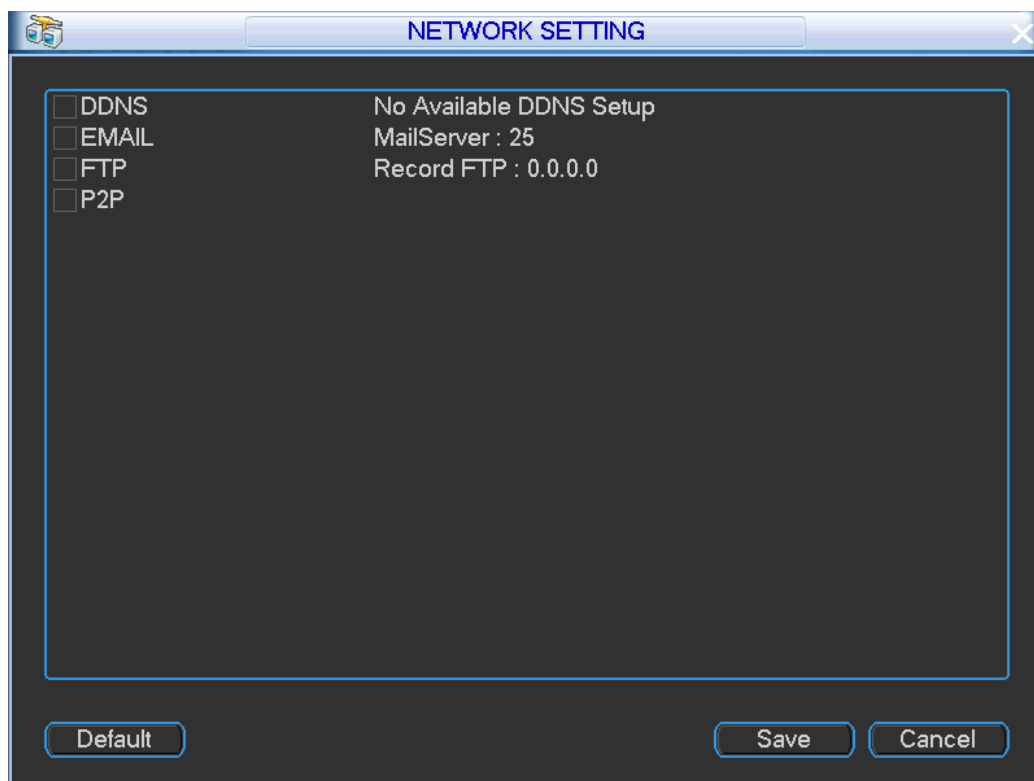 NETWORK SETTING
DDNS No Available DDNS Setup
EMAIL MailServer : 25
FTP Record FTP : 0.0.0.0
P2P
Default Save Cancel